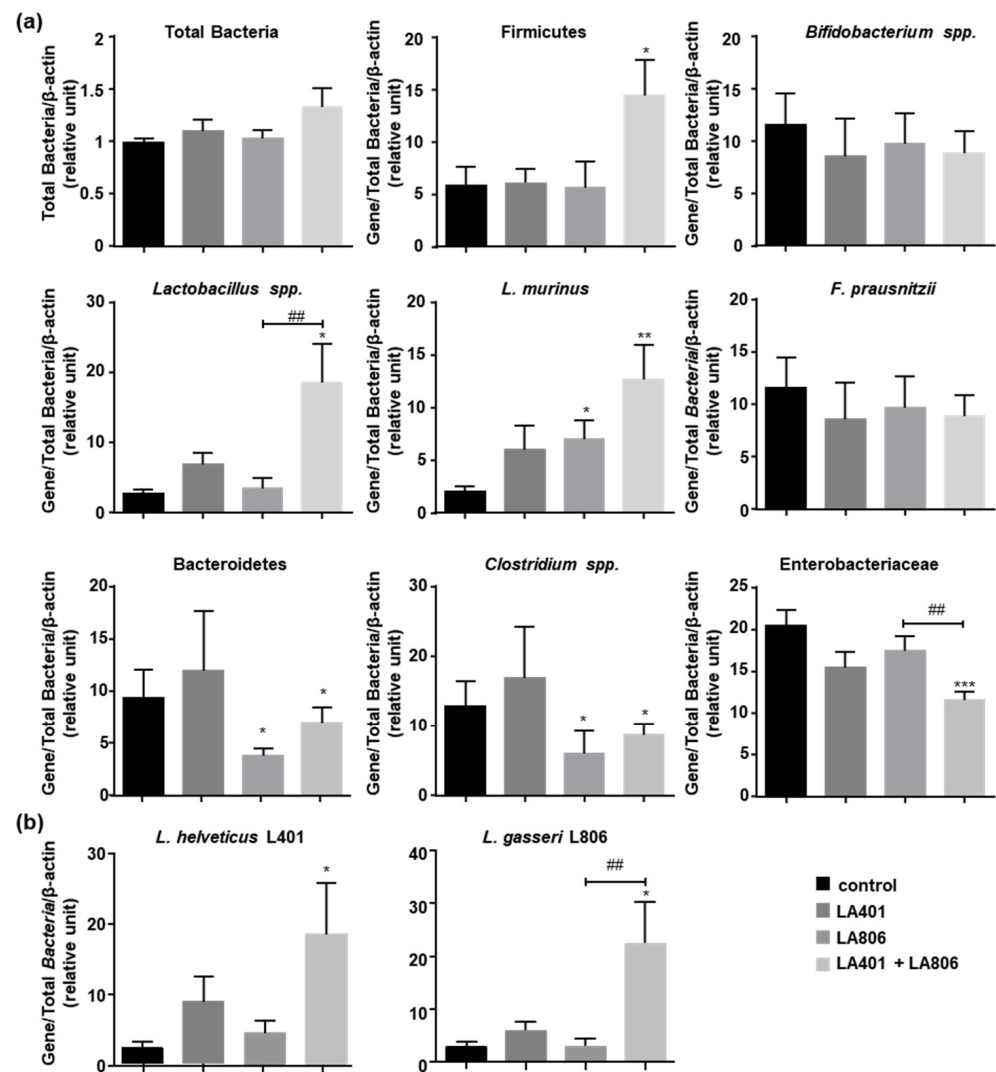 (a)
Total Bacteria
Total Bacteria/β-actin
(relative unit)
2
1.5
1
0.5
0
Firmicutes
Gene/Total Bacteria/β-actin
(relative unit)
20
15
10
5
0
*
Bifidobacterium spp.
Gene/Total Bacteria/β-actin
(relative unit)
20
15
10
5
0
Lactobacillus spp.
Gene/Total Bacteria/β-actin
(relative unit)
30
20
10
0
##
*
L. murinus
Gene/Total Bacteria/β-actin
(relative unit)
20
15
10
5
0
*
**
F. prausnitzii
Gene/Total Bacteria/β-actin
(relative unit)
20
15
10
5
0
Bacteroidetes
Gene/Total Bacteria/β-actin
(relative unit)
20
15
10
5
0
*
*
Clostridium spp.
Gene/Total Bacteria/β-actin
(relative unit)
30
20
10
0
*
*
Enterobacteriaceae
Gene/Total Bacteria/β-actin
(relative unit)
25
20
15
10
5
0
##
***
(b)
L. helveticus L401
Gene/Total Bacteria/β-actin
(relative unit)
30
20
10
0
*
L. gasseri L806
40
30
20
10
0
##
*
control
LA401
LA806
LA401 + LA806